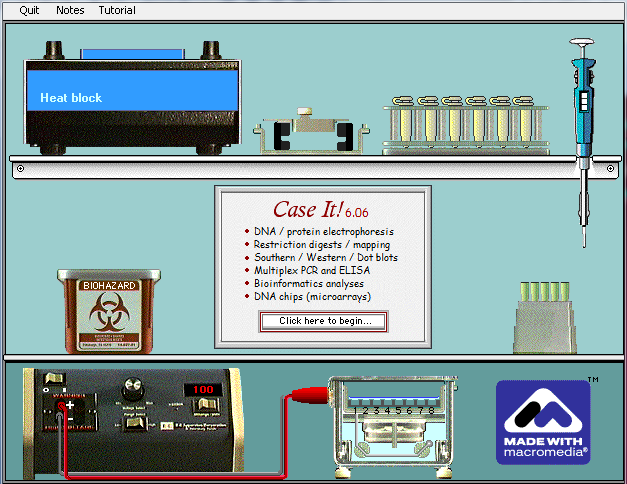 Quit Notes Tutorial
Heat block
Case It! 6.06
DNA / protein electrophoresis
Restriction digests / mapping
Southern / Western / Dot blots
Multiplex PCR and ELISA
Bioinformatics analyses
DNA chips (microarrays)
Click here to begin...
BIOHAZARD
100
WARNING
+
-
1 2 3 4 5 6 7 8
TM
MADE WITH
macromedia®